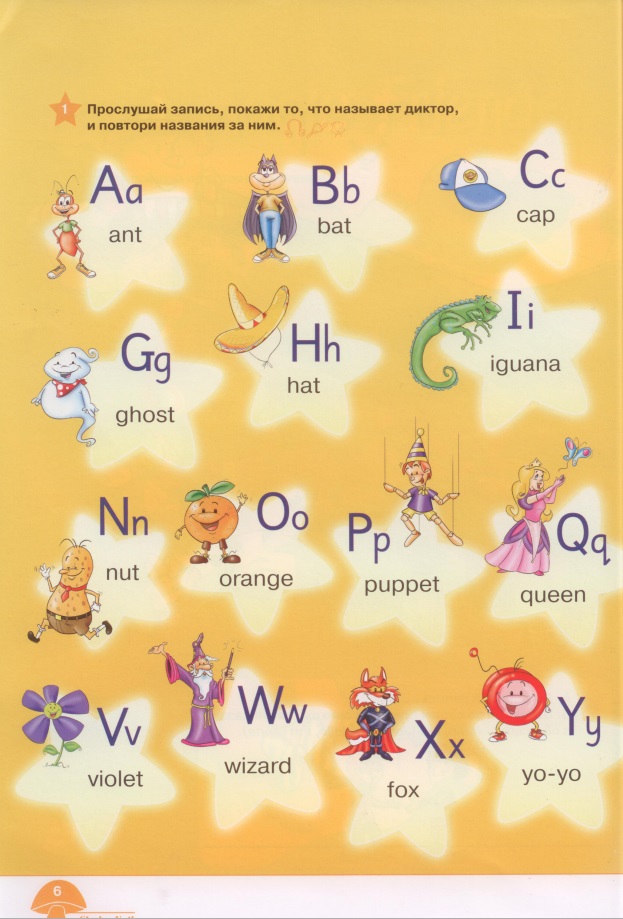 1
Прослушай запись, покажи то, что называет диктор,
и повтори названия за ним.
Aa
ant
Bb
bat
Cc
cap
Gg
ghost
Hh
hat
Ii
iguana
Nn
nut
Oo
orange
Pp
puppet
Qq
queen
Vv
violet
Ww
wizard
Xx
fox
Yy
yo-yo
6